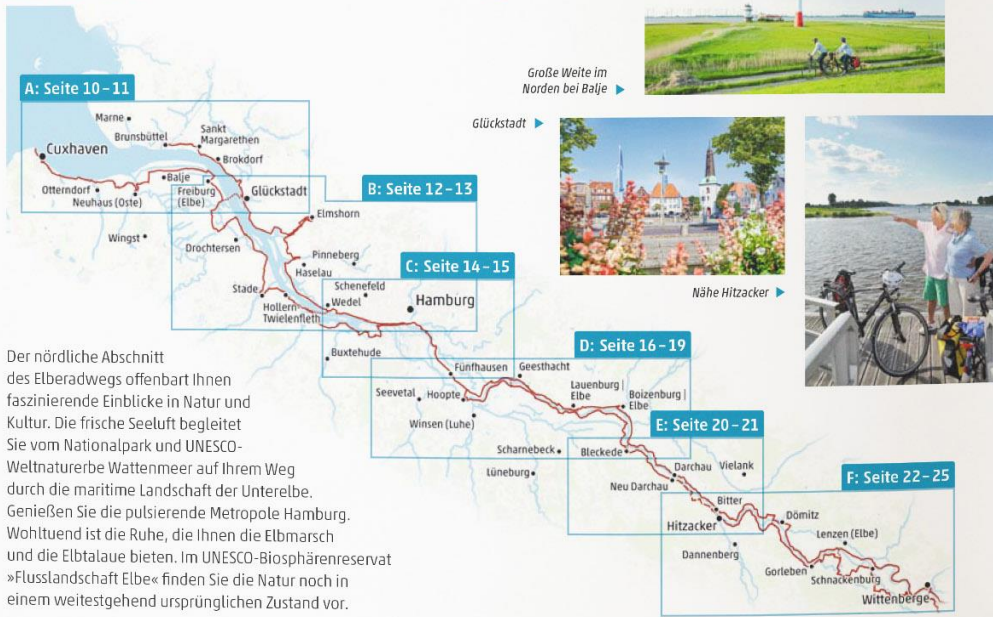 Große Weite im
Norden bei Balje
Glückstadt
Nähe Hitzacker
A: Seite 10–11
Marne
Brunsbüttel
Sankt
Margarethen
Cuxhaven
Brokdorf
Balje
Otterndorf
Neuhaus (Oste)
Freiburg
(Elbe)
Glückstadt
B: Seite 12–13
Elmshorn
Wingst
Drochtersen
Pinneberg
Haselau
C: Seite 14–15
Stade
Schenefeld
Hamburg
Wedel
Hollern-
Twielenfleth
Buxtehude
D: Seite 16–19
Fünfhausen
Geesthacht
Seevetal
Hoopte
Lauenburg |
Elbe
Boizenburg |
Elbe
Winsen (Luhe)
E: Seite 20–21
Scharnebeck
Bleckede
Lüneburg
Darchau
Vielank
Neu Darchau
F: Seite 22–25
Bitter
Hitzacker
Dömitz
Dannenberg
Lenzen (Elbe)
Gorleben
Schnackenburg
Wittenberge
Der nördliche Abschnitt
des Elberadwegs offenbart Ihnen
faszinierende Einblicke in Natur und
Kultur. Die frische Seeluft begleitet
Sie vom Nationalpark und UNESCO-
Weltnaturerbe Wattenmeer auf Ihrem Weg
durch die maritime Landschaft der Unterelbe.
Genießen Sie die pulsierende Metropole Hamburg.
Wohltuend ist die Ruhe, die Ihnen die Elbmarsch
und die Elbtalaue bieten. Im UNESCO-Biosphärenreservat
»Flusslandschaft Elbe« finden Sie die Natur noch in
einem weitestgehend ursprünglichen Zustand vor.